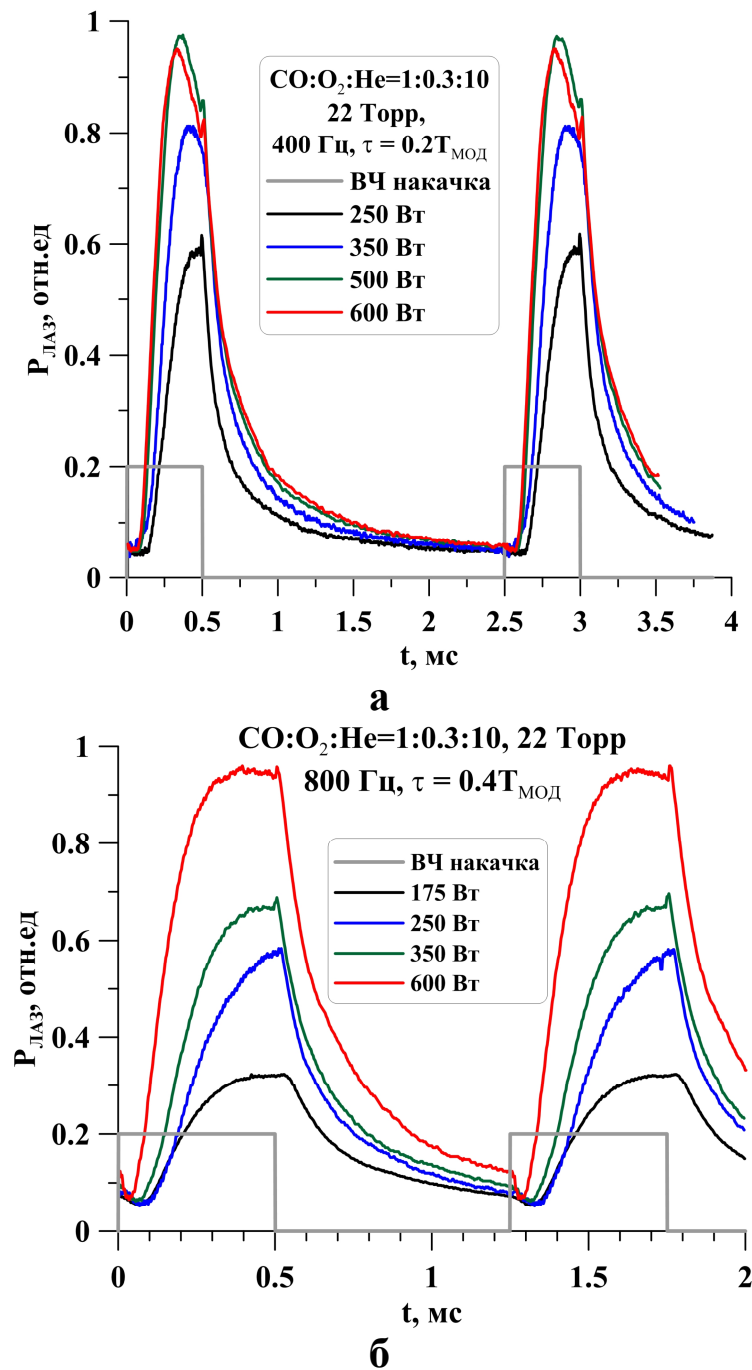 1
0.8
0.6
0.4
0.2
0
P_ЛАЗ, отн.ед
CO:O₂:He=1:0.3:10
22 Торр,
400 Гц, τ = 0.2T_МОД
ВЧ накачка
250 Вт
350 Вт
500 Вт
600 Вт
0 0.5 1 1.5 2 2.5 3 3.5 4
t, мс
а
CO:O₂:He=1:0.3:10, 22 Торр
800 Гц, τ = 0.4T_МОД
1
0.8
0.6
0.4
0.2
0
P_ЛАЗ, отн.ед
ВЧ накачка
175 Вт
250 Вт
350 Вт
600 Вт
0 0.5 1 1.5 2
t, мс
б